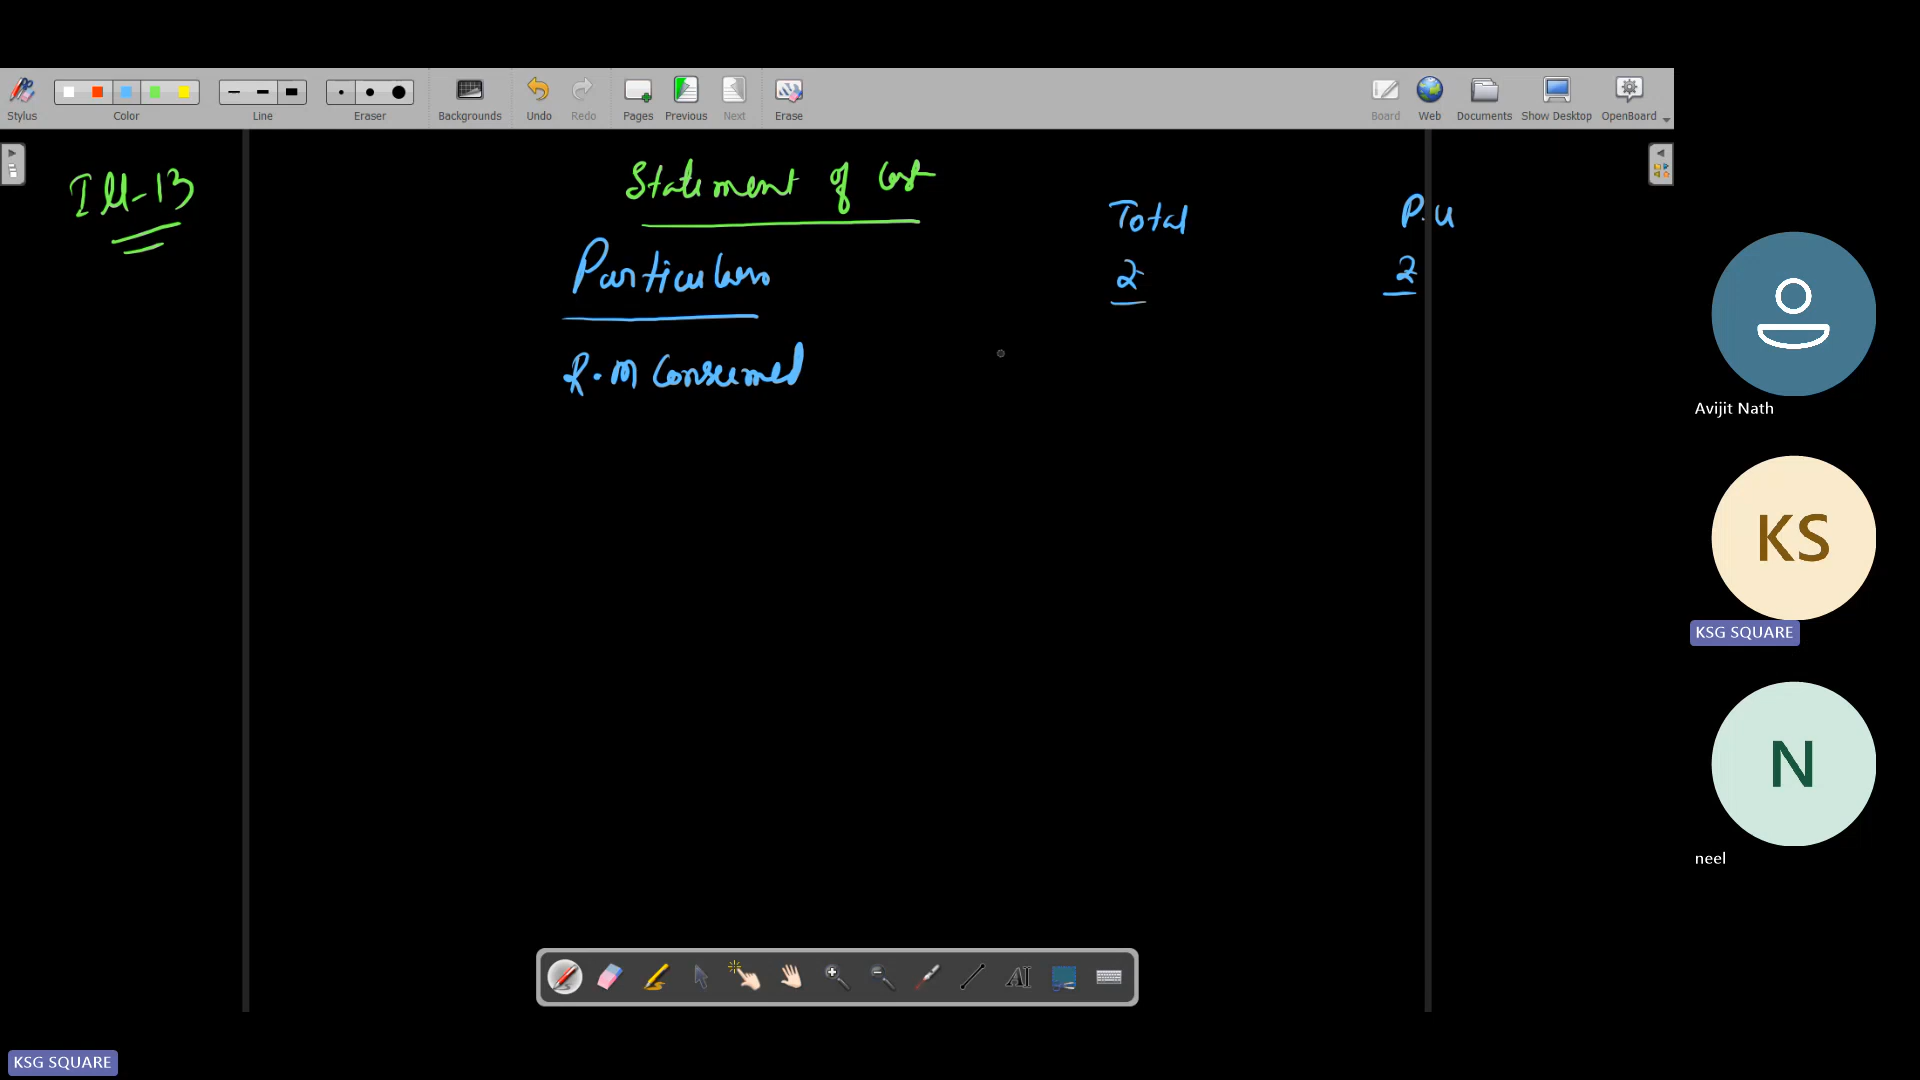 Stylus Color Line Eraser Backgrounds Undo Redo Pages Previous Next Erase Board Web Documents Show Desktop OpenBoard
Ill-13
Statement of Cost
Total P.U
Particulars
₹ ₹
R.M Consumed
Avijit Nath
KS
KSG SQUARE
N
neel
AI
KSG SQUARE